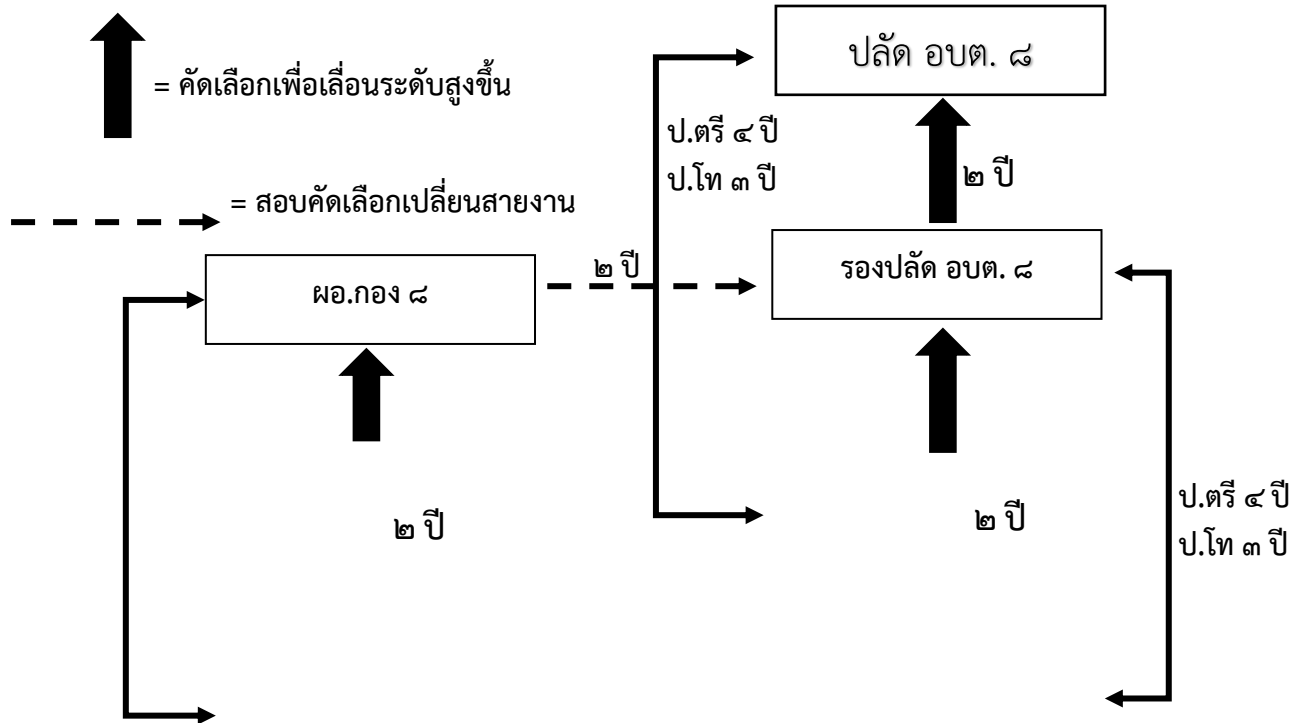 = คัดเลือกเพื่อเลื่อนระดับสูงขึ้น
= สอบคัดเลือกเปลี่ยนสายงาน
ปลัด อบต. ๘
ป.ตรี ๔ ปี
ป.โท ๓ ปี
๒ ปี
ผอ.กอง ๘
๒ ปี
รองปลัด อบต. ๘
๒ ปี
๒ ปี
ป.ตรี ๔ ปี
ป.โท ๓ ปี